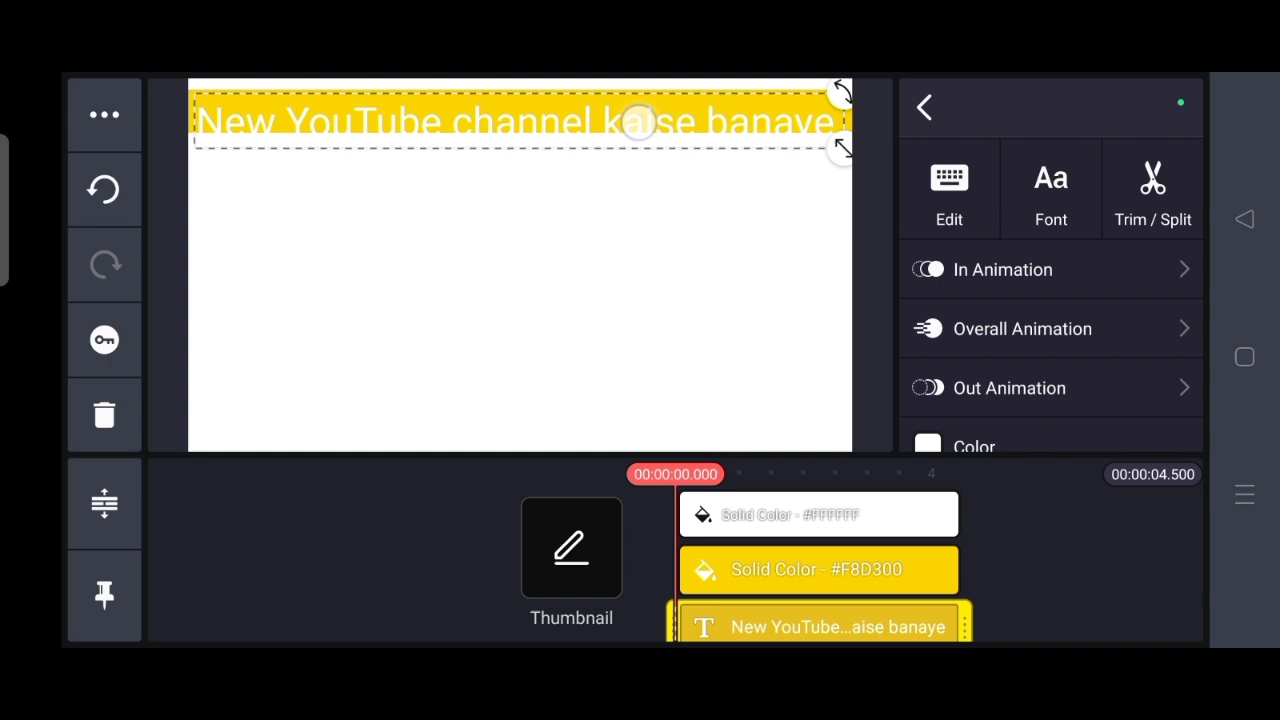 New YouTube channel kaise banaye
Edit
Aa
Font
Trim / Split
In Animation
Overall Animation
Out Animation
Color
00:00:00.000
4
00:00:04.500
Solid Color - #FFFFFF
Solid Color - #F8D300
Thumbnail
T New YouTube...aise banaye